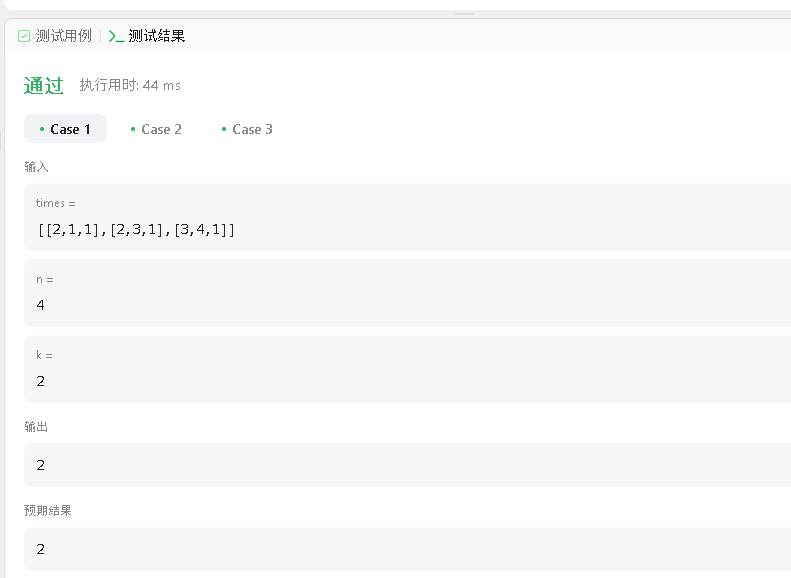 测试用例 >_ 测试结果
通过 执行用时: 44 ms
• Case 1 • Case 2 • Case 3
输入
times =
[[2,1,1],[2,3,1],[3,4,1]]
n =
4
k =
2
输出
2
预期结果
2